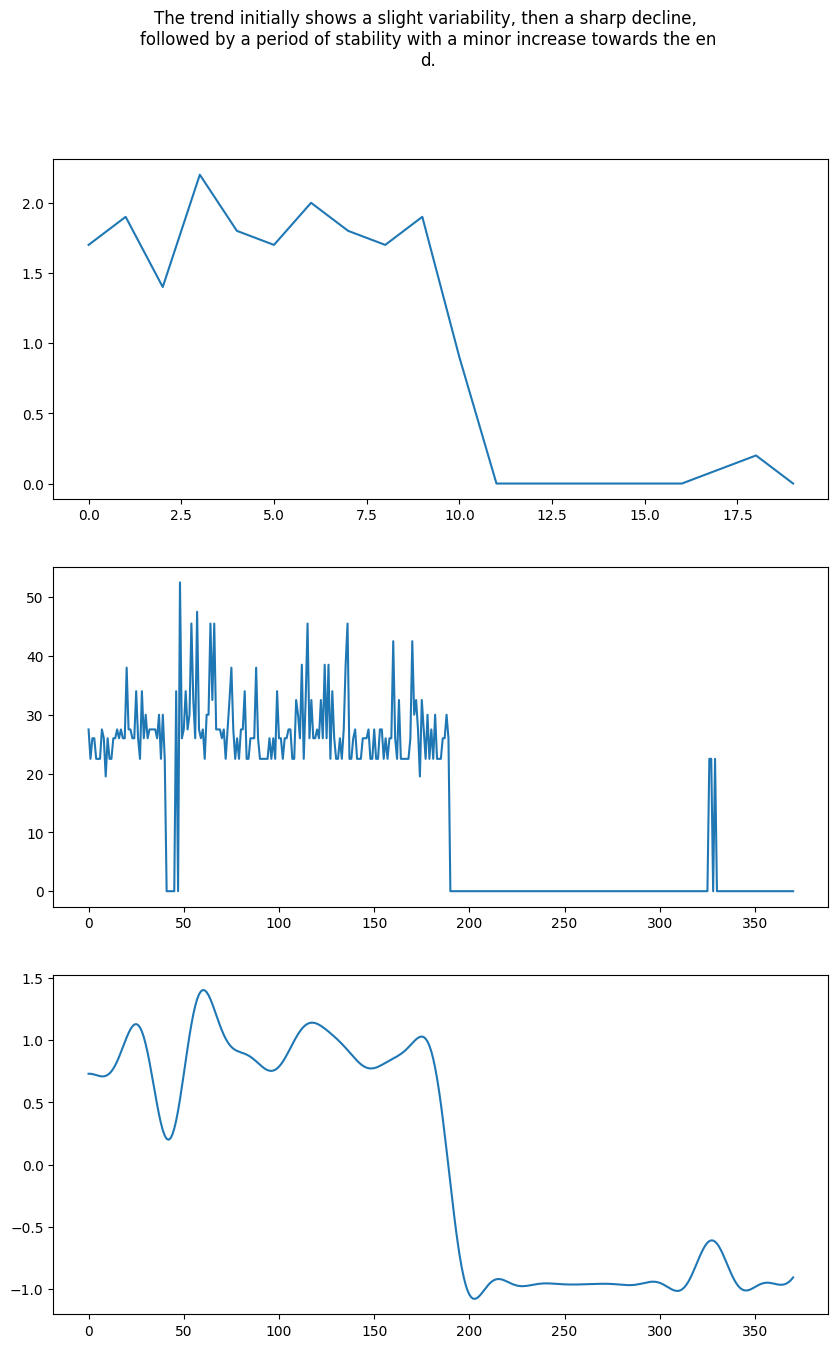 The trend initially shows a slight variability, then a sharp decline,
followed by a period of stability with a minor increase towards the en
d.
2.0
1.5
1.0
0.5
0.0
0.0 2.5 5.0 7.5 10.0 12.5 15.0 17.5
50
40
30
20
10
0
0 50 100 150 200 250 300 350
1.5
1.0
0.5
0.0
−0.5
−1.0
0 50 100 150 200 250 300 350